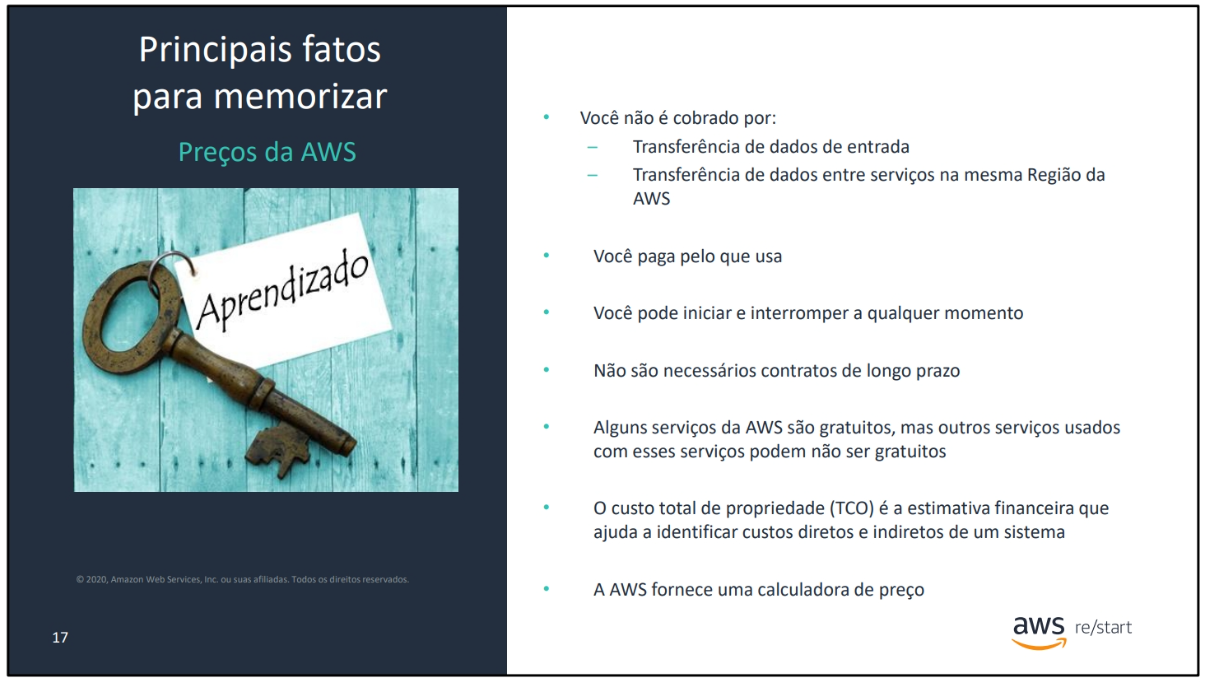 Principais fatos
para memorizar
Preços da AWS
Aprendizado
© 2020, Amazon Web Services, Inc. ou suas afiliadas. Todos os direitos reservados.
17
• Você não é cobrado por:
– Transferência de dados de entrada
– Transferência de dados entre serviços na mesma Região da
AWS
• Você paga pelo que usa
• Você pode iniciar e interromper a qualquer momento
• Não são necessários contratos de longo prazo
• Alguns serviços da AWS são gratuitos, mas outros serviços usados
com esses serviços podem não ser gratuitos
• O custo total de propriedade (TCO) é a estimativa financeira que
ajuda a identificar custos diretos e indiretos de um sistema
• A AWS fornece uma calculadora de preço
aws re/start